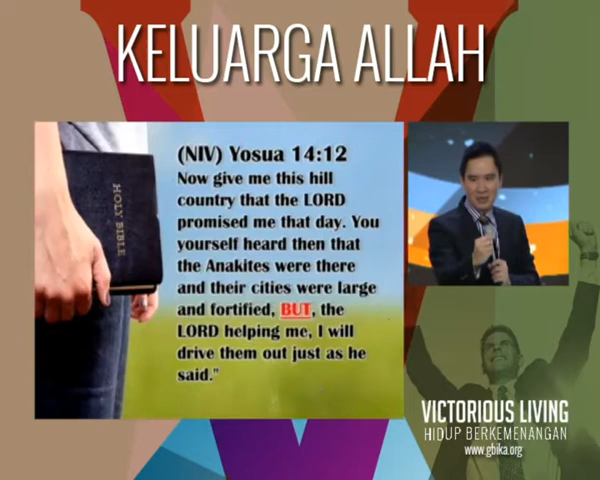 KELUARGA ALLAH
HOLY BIBLE
(NIV) Yosua 14:12
Now give me this hill
country that the LORD
promised me that day. You
yourself heard then that
the Anakites were there
and their cities were large
and fortified, BUT, the
LORD helping me, I will
drive them out just as he
said."
VICTORIOUS LIVING
HIDUP BERKEMENANGAN
www.gbika.org